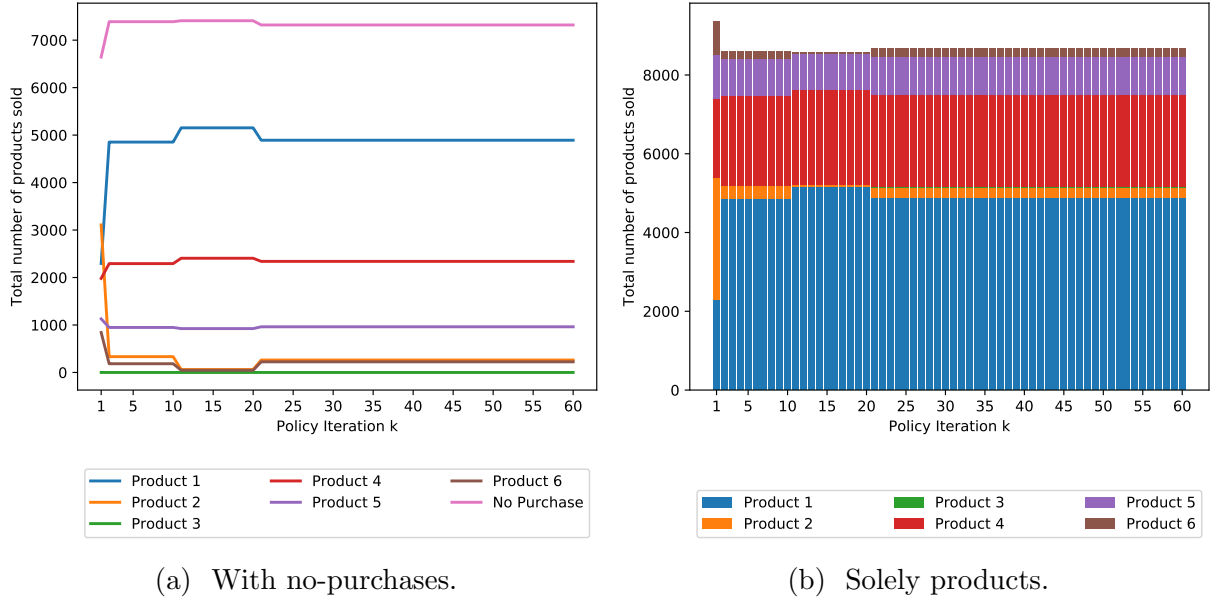 Total number of products sold
7000
6000
5000
4000
3000
2000
1000
0
1 5 10 15 20 25 30 35 40 45 50 55 60
Policy Iteration k
Product 1 Product 4 Product 6
Product 2 Product 5 No Purchase
Product 3
(a) With no-purchases.
Total number of products sold
8000
6000
4000
2000
0
1 5 10 15 20 25 30 35 40 45 50 55 60
Policy Iteration k
Product 1 Product 3 Product 5
Product 2 Product 4 Product 6
(b) Solely products.